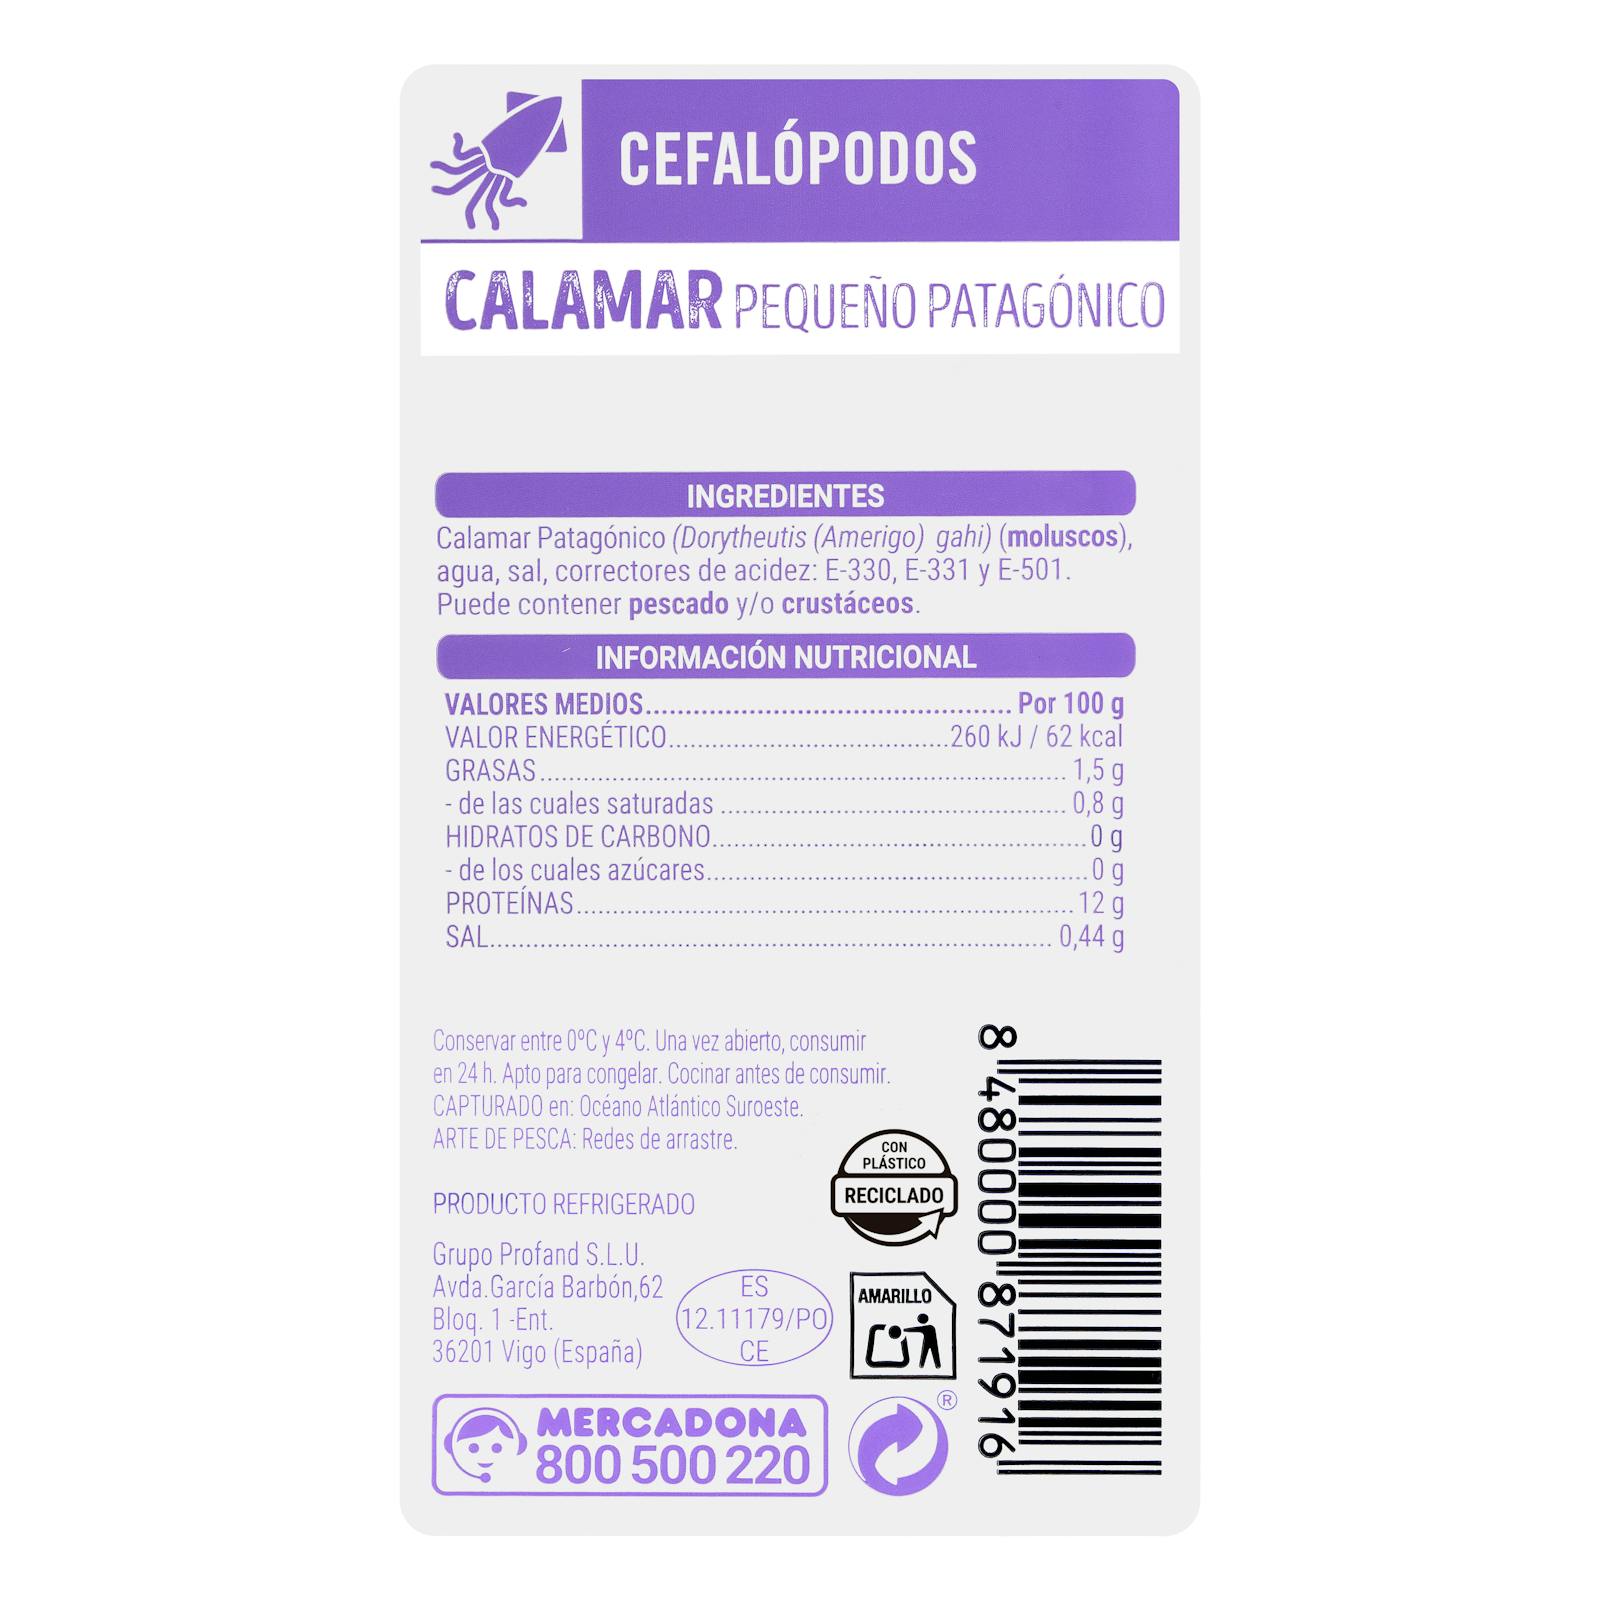 CEFALÓPODOS
CALAMAR PEQUEÑO PATAGÓNICO
INGREDIENTES
Calamar Patagónico (Dorytheutis (Amerigo) gahi) (moluscos),
agua, sal, correctores de acidez: E-330, E-331 y E-501.
Puede contener pescado y/o crustáceos.
INFORMACIÓN NUTRICIONAL
VALORES MEDIOS........ Por 100 g
VALOR ENERGÉTICO........260 kJ / 62 kcal
GRASAS........ 1,5 g
- de las cuales saturadas ........ 0,8 g
HIDRATOS DE CARBONO........ 0 g
- de los cuales azúcares........ 0 g
PROTEÍNAS........ 12 g
SAL........ 0,44 g
Conservar entre 0ºC y 4ºC. Una vez abierto, consumir
en 24 h. Apto para congelar. Cocinar antes de consumir.
CAPTURADO en: Océano Atlántico Suroeste.
ARTE DE PESCA: Redes de arrastre.
PRODUCTO REFRIGERADO
Grupo Profand S.L.U.
Avda.García Barbón,62
Bloq. 1 -Ent.
36201 Vigo (España)
ES
12.11179/PO
CE
CON
PLÁSTICO
RECICLADO
AMARILLO
MERCADONA
800 500 220
®
8 480000 871916